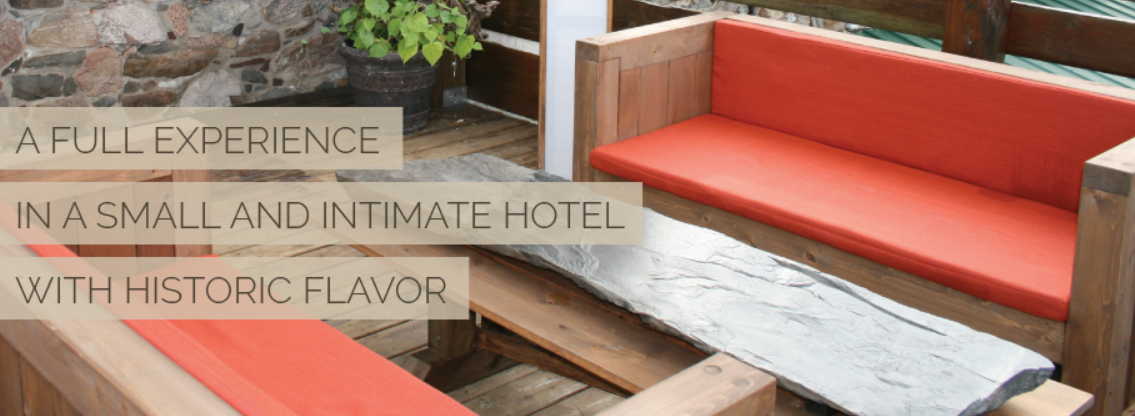 A FULL EXPERIENCE
IN A SMALL AND INTIMATE HOTEL
WITH HISTORIC FLAVOR